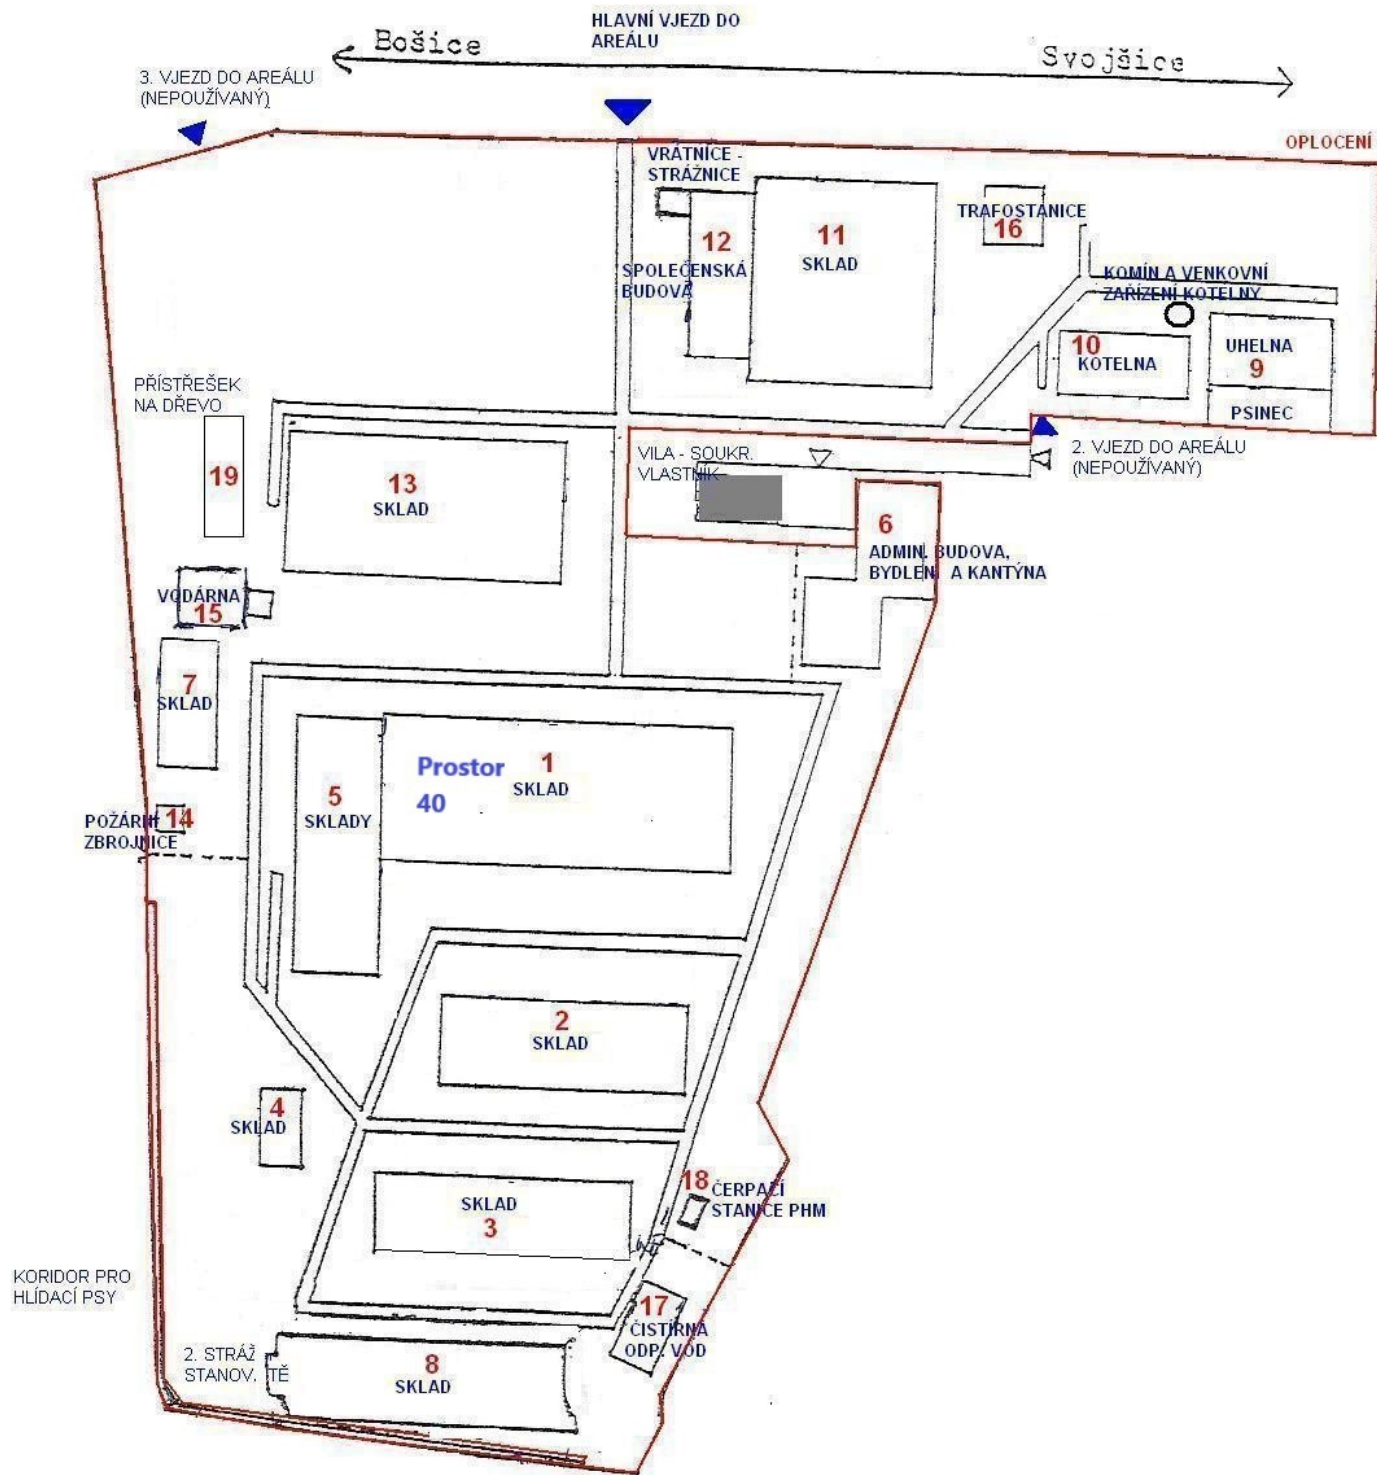 HLAVNÍ VJEZD DO
AREÁLU
Bošice
Svojšice
3. VJEZD DO AREÁLU
(NEPOUŽÍVANÝ)
OPLOCENÍ
VRÁTNICE -
STRÁŽNICE
TRAFOSTANICE
16
12
11
SKLAD
SPOLEČENSKÁ
BUDOVA
KOMÍN A VENKOVNÍ
ZAŘÍZENÍ KOTELNY
10
KOTELNA
UHELNA
9
PSINEC
PŘÍSTŘEŠEK
NA DŘEVO
19
13
SKLAD
VILA - SOUKR.
VLASTNÍK
2. VJEZD DO AREÁLU
(NEPOUŽÍVANÝ)
6
ADMIN. BUDOVA,
BYDLENÍ A KANTÝNA
VODÁRNA
15
7
SKLAD
Prostor
40
1
SKLAD
5
SKLADY
14
POŽÁRNÍ
ZBROJNICE
2
SKLAD
4
SKLAD
SKLAD
3
18
ČERPACÍ
STANICE PHM
KORIDOR PRO
HLÍDACÍ PSY
17
ČISTÍRNA
ODP. VOD
2. STRÁŽ
STANOV. TĚ
8
SKLAD